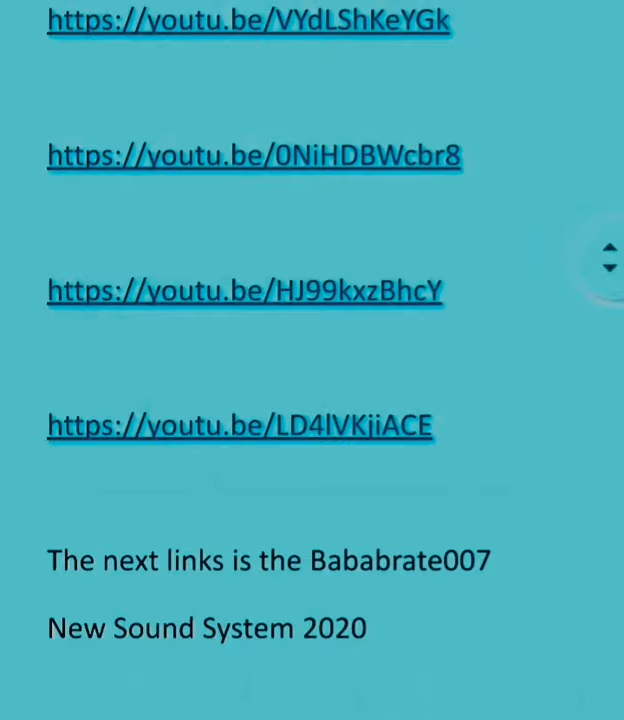 https://youtu.be/VYdLShKeYGk
https://youtu.be/0NiHDBWcbr8
https://youtu.be/HJ99kxzBhcY
https://youtu.be/LD4lVKjiACE
The next links is the Bababrate007
New Sound System 2020